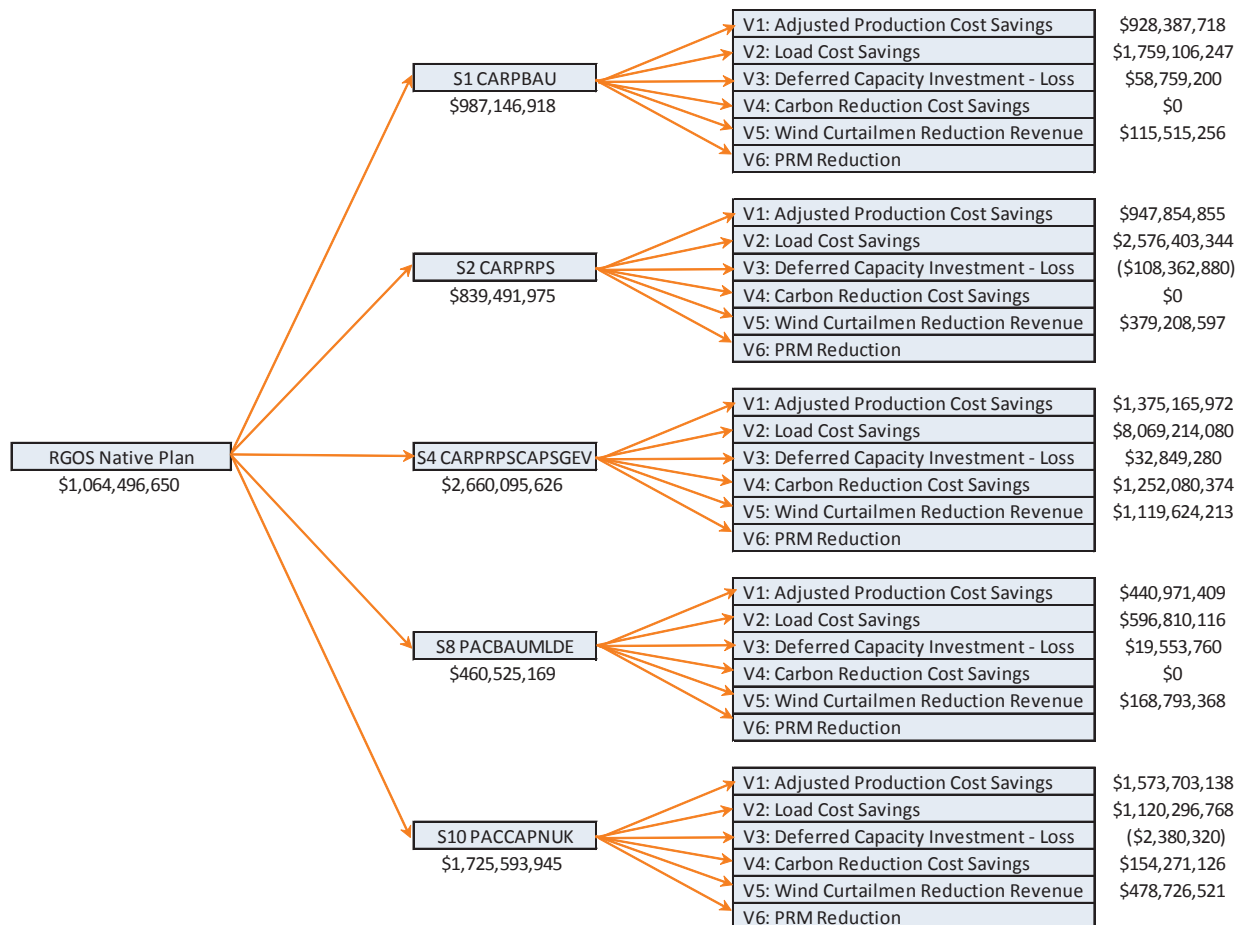 RGOS Native Plan
$1,064,496,650
S1 CARPBAU
$987,146,918
V1: Adjusted Production Cost Savings $928,387,718
V2: Load Cost Savings $1,759,106,247
V3: Deferred Capacity Investment - Loss $58,759,200
V4: Carbon Reduction Cost Savings $0
V5: Wind Curtailmen Reduction Revenue $115,515,256
V6: PRM Reduction
S2 CARPRPS
$839,491,975
V1: Adjusted Production Cost Savings $947,854,855
V2: Load Cost Savings $2,576,403,344
V3: Deferred Capacity Investment - Loss ($108,362,880)
V4: Carbon Reduction Cost Savings $0
V5: Wind Curtailmen Reduction Revenue $379,208,597
V6: PRM Reduction
S4 CARPRPSCAPSGEV
$2,660,095,626
V1: Adjusted Production Cost Savings $1,375,165,972
V2: Load Cost Savings $8,069,214,080
V3: Deferred Capacity Investment - Loss $32,849,280
V4: Carbon Reduction Cost Savings $1,252,080,374
V5: Wind Curtailmen Reduction Revenue $1,119,624,213
V6: PRM Reduction
S8 PACBAUMLDE
$460,525,169
V1: Adjusted Production Cost Savings $440,971,409
V2: Load Cost Savings $596,810,116
V3: Deferred Capacity Investment - Loss $19,553,760
V4: Carbon Reduction Cost Savings $0
V5: Wind Curtailmen Reduction Revenue $168,793,368
V6: PRM Reduction
S10 PACCAPNUK
$1,725,593,945
V1: Adjusted Production Cost Savings $1,573,703,138
V2: Load Cost Savings $1,120,296,768
V3: Deferred Capacity Investment - Loss ($2,380,320)
V4: Carbon Reduction Cost Savings $154,271,126
V5: Wind Curtailmen Reduction Revenue $478,726,521
V6: PRM Reduction